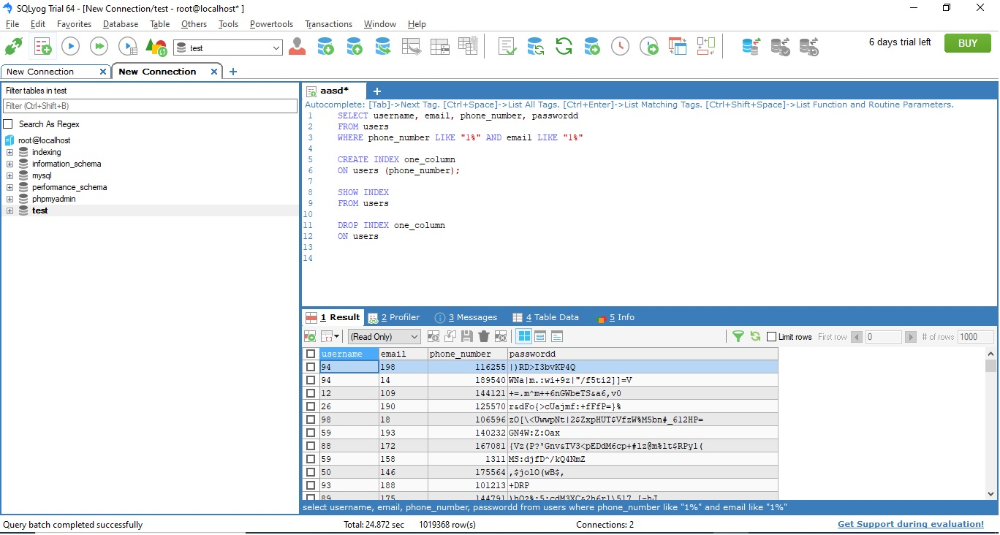 SQLyog Trial 64 - [New Connection/test - root@localhost* ]
File Edit Favorites Database Table Others Tools Powertools Transactions Window Help
test
6 days trial left
BUY
New Connection
New Connection
Filter tables in test
Filter (Ctrl+Shift+B)
Search As Regex
root@localhost
indexing
information_schema
mysql
performance_schema
phpmyadmin
test
aasd*
Autocomplete: [Tab]->Next Tag. [Ctrl+Space]->List All Tags. [Ctrl+Enter]->List Matching Tags. [Ctrl+Shift+Space]->List Function and Routine Parameters.
1 SELECT username, email, phone_number, passwordd
2 FROM users
3 WHERE phone_number LIKE "1%" AND email LIKE "1%"
4
5 CREATE INDEX one_column
6 ON users (phone_number);
7
8 SHOW INDEX
9 FROM users
10
11 DROP INDEX one_column
12 ON users
13
14
1 Result 2 Profiler 3 Messages 4 Table Data 5 Info
(Read Only) Limit rows First row 0 # of rows 1000
username email phone_number passwordd
94 198 116255 |)RD>I3bvKP4Q
94 14 189540 WNa|m.:wi+9z|"/f5ti2]]=V
12 109 144121 +=.m^m++6nGWbeTS&a6,v0
26 190 125570 r&dFo{>cUajmf:+fFfP=}%
98 18 106596 zO[\<UwwpNt|2$ZxpHUT$VfzW%M5bn#_612HP=
59 193 140232 GN4W:Z:Oax
88 172 167081 {Vz(P?'Gnv&TV3<pEDdM6cp+#lz@m%lt$RPyl(
59 158 1311 MS:djfD^/kQ4NmZ
50 146 175564 ,$jolO(wB$,
93 188 101213 +DRP
89 175 144791
select username, email, phone_number, passwordd from users where phone_number like "1%" and email like "1%"
Query batch completed successfully
Total: 24.872 sec 1019368 row(s)
Connections: 2
Get Support during evaluation!